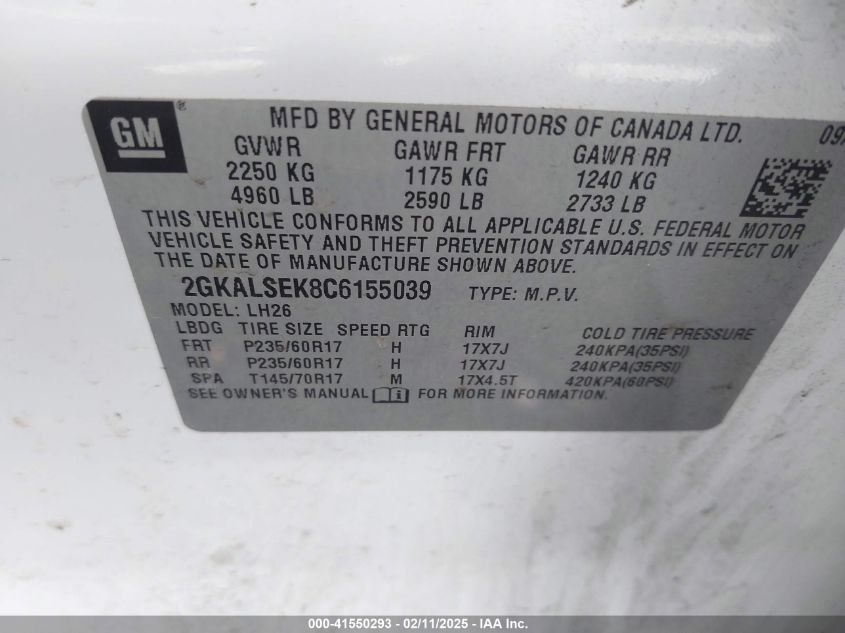 GM®
MFD BY GENERAL MOTORS OF CANADA LTD.
GVWR GAWR FRT GAWR RR
2250 KG 1175 KG 1240 KG
4960 LB 2590 LB 2733 LB
THIS VEHICLE CONFORMS TO ALL APPLICABLE U.S. FEDERAL MOTOR
VEHICLE SAFETY AND THEFT PREVENTION STANDARDS IN EFFECT ON
THE DATE OF MANUFACTURE SHOWN ABOVE.
2GKALSEK8C6155039 TYPE: M.P.V.
MODEL: LH26
LBDG TIRE SIZE SPEED RTG RIM COLD TIRE PRESSURE
FRT P235/60R17 H 17X7J 240KPA(35PSI)
RR P235/60R17 H 17X7J 240KPA(35PSI)
SPA T145/70R17 M 17X4.5T 420KPA(60PSI)
SEE OWNER'S MANUAL i FOR MORE INFORMATION.
000-41550293 - 02/11/2025 - IAA Inc.